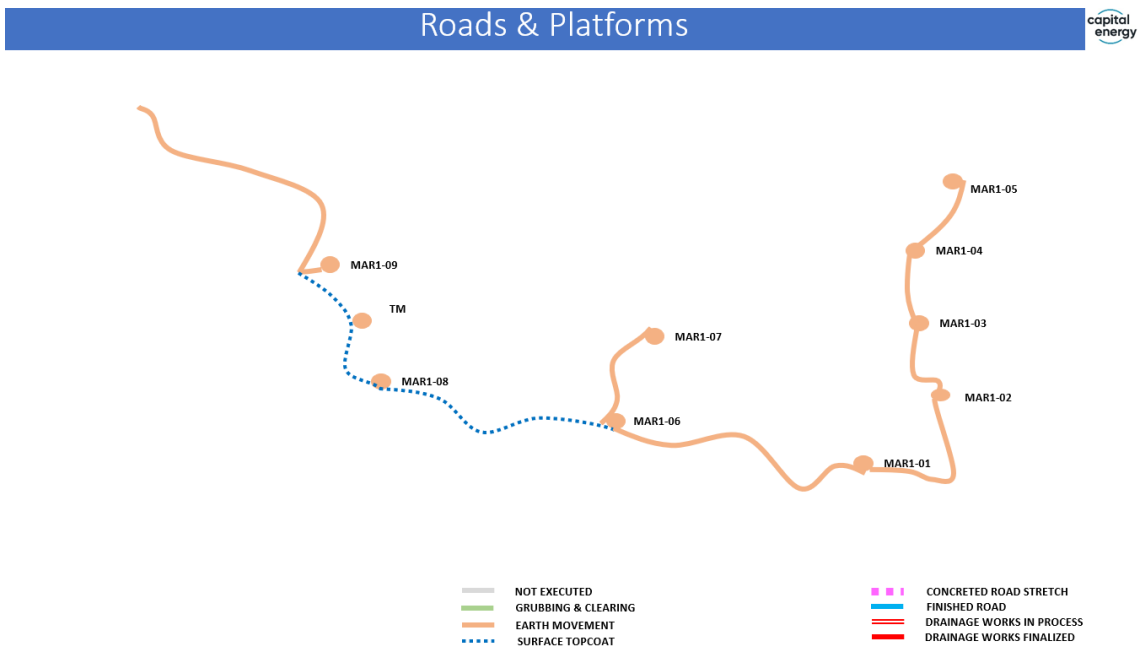 Roads & Platforms
capital
energy
MAR1-05
MAR1-04
MAR1-09
TM
MAR1-03
MAR1-07
MAR1-08
MAR1-02
MAR1-06
MAR1-01
NOT EXECUTED
GRUBBING & CLEARING
EARTH MOVEMENT
SURFACE TOPCOAT
CONCRETED ROAD STRETCH
FINISHED ROAD
DRAINAGE WORKS IN PROCESS
DRAINAGE WORKS FINALIZED